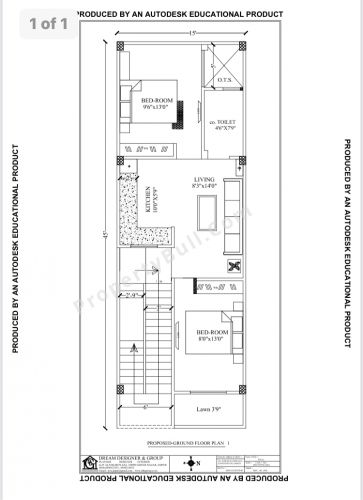 PRODUCED BY AN AUTODESK EDUCATIONAL PRODUCT
1 of 1
15'
5'
O.T.S.
BED-ROOM
9'6"x13'0"
co. TOILET
4'6"X7'9"
PRODUCED BY AN AUTODESK EDUCATIONAL PRODUCT
PRODUCED BY AN AUTODESK EDUCATIONAL PRODUCT
LIVING
8'3"x14'0"
KITCHEN
10'0"X5'9"
45'
PropertyBull.Com
2'-9"
BED-ROOM
8'0"x13'0"
6'
Lawn 3'9"
PROPOSED-GROUND FLOOR PLAN 1
DREAM DESIGNER & GROUP
N
PRODUCED BY AN AUTODESK EDUCATIONAL PRODUCT